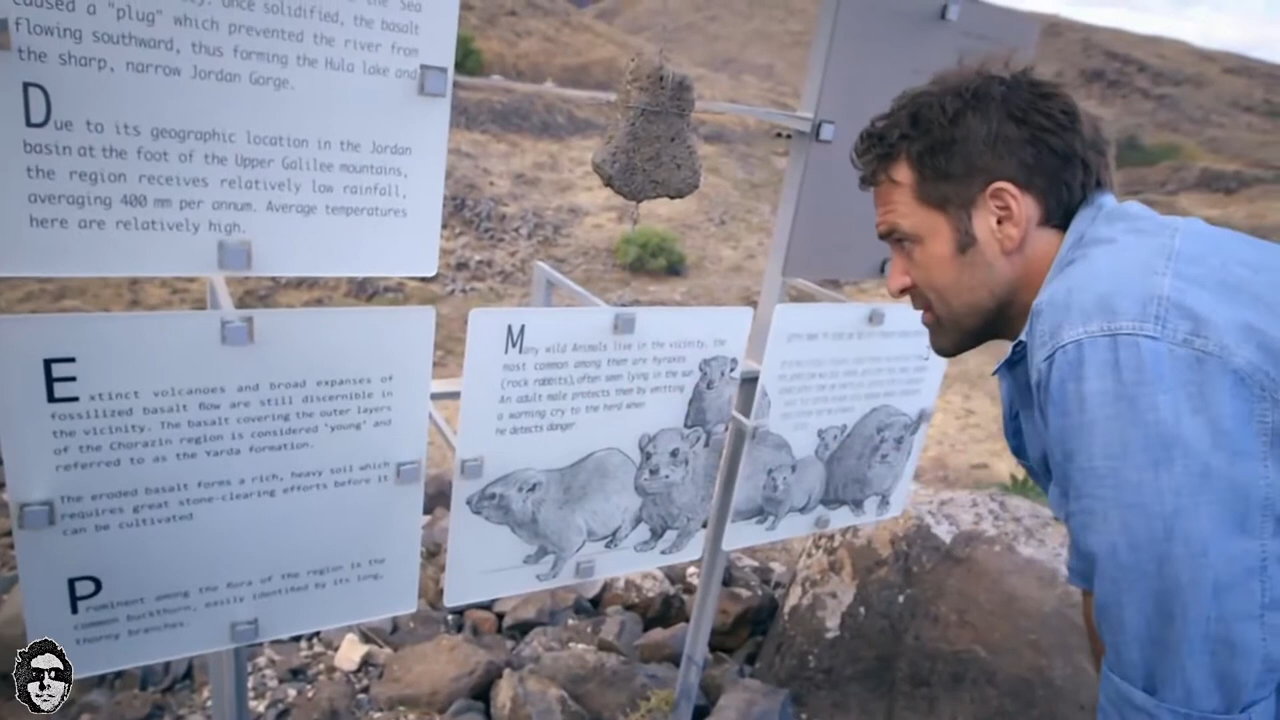 the Sea
Once solidified, the basalt
caused a "plug" which prevented the river from
flowing southward, thus forming the Hula lake and
the sharp, narrow Jordan Gorge.
Due to its geographic location in the Jordan
basin at the foot of the Upper Galilee mountains,
the region receives relatively low rainfall,
averaging 400 mm per annum. Average temperatures
here are relatively high.
Extinct volcanoes and broad expanses of
fossilized basalt flow are still discernible in
the vicinity. The basalt covering the outer layers
of the Chorazin region is considered 'young' and
referred to as the Yarda formation.
The eroded basalt forms a rich, heavy soil which
requires great stone-clearing efforts before it
can be cultivated
Prominent among the flora of the region is the
common buckthorn, easily identified by its long,
thorny branches.
Many wild Animals live in the vicinity, the
most common among them are hyraxes
(rock rabbits), often seen lying in the sun
An adult male protects them by emitting
a warning cry to the herd when
he detects danger